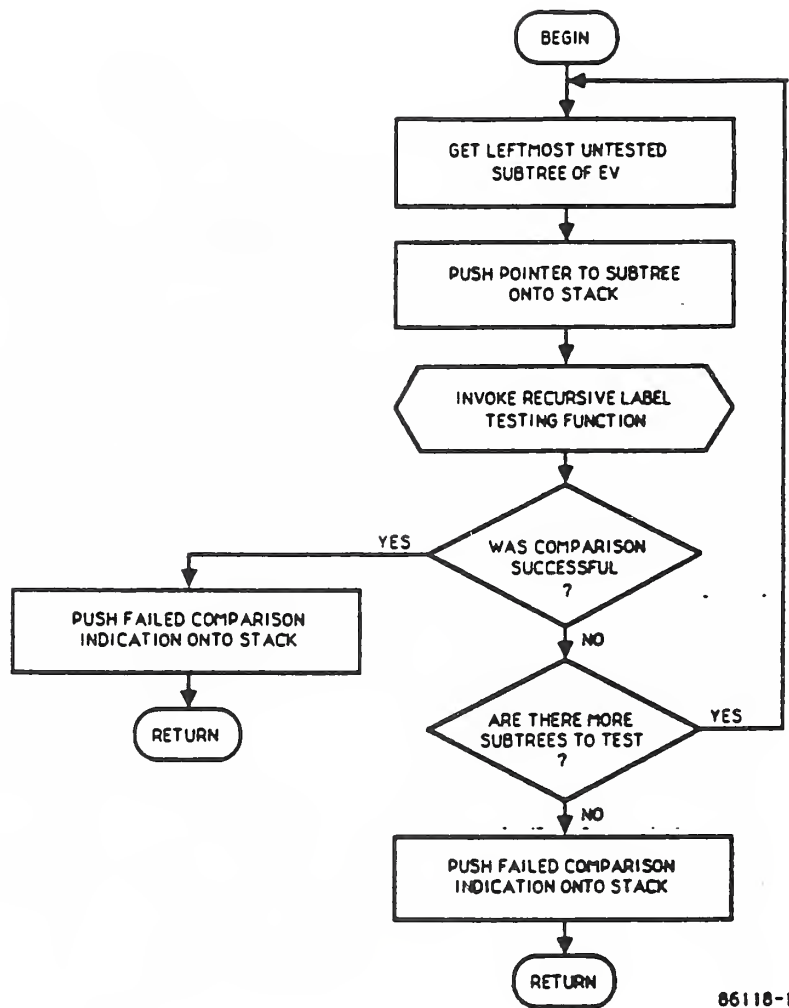 BEGIN
GET LEFTMOST UNTESTED
SUBTREE OF EV
PUSH POINTER TO SUBTREE
ONTO STACK
INVOKE RECURSIVE LABEL
TESTING FUNCTION
WAS COMPARISON
SUCCESSFUL
?
YES
NO
PUSH FAILED COMPARISON
INDICATION ONTO STACK
RETURN
ARE THERE MORE
SUBTREES TO TEST
?
YES
NO
PUSH FAILED COMPARISON
INDICATION ONTO STACK
RETURN